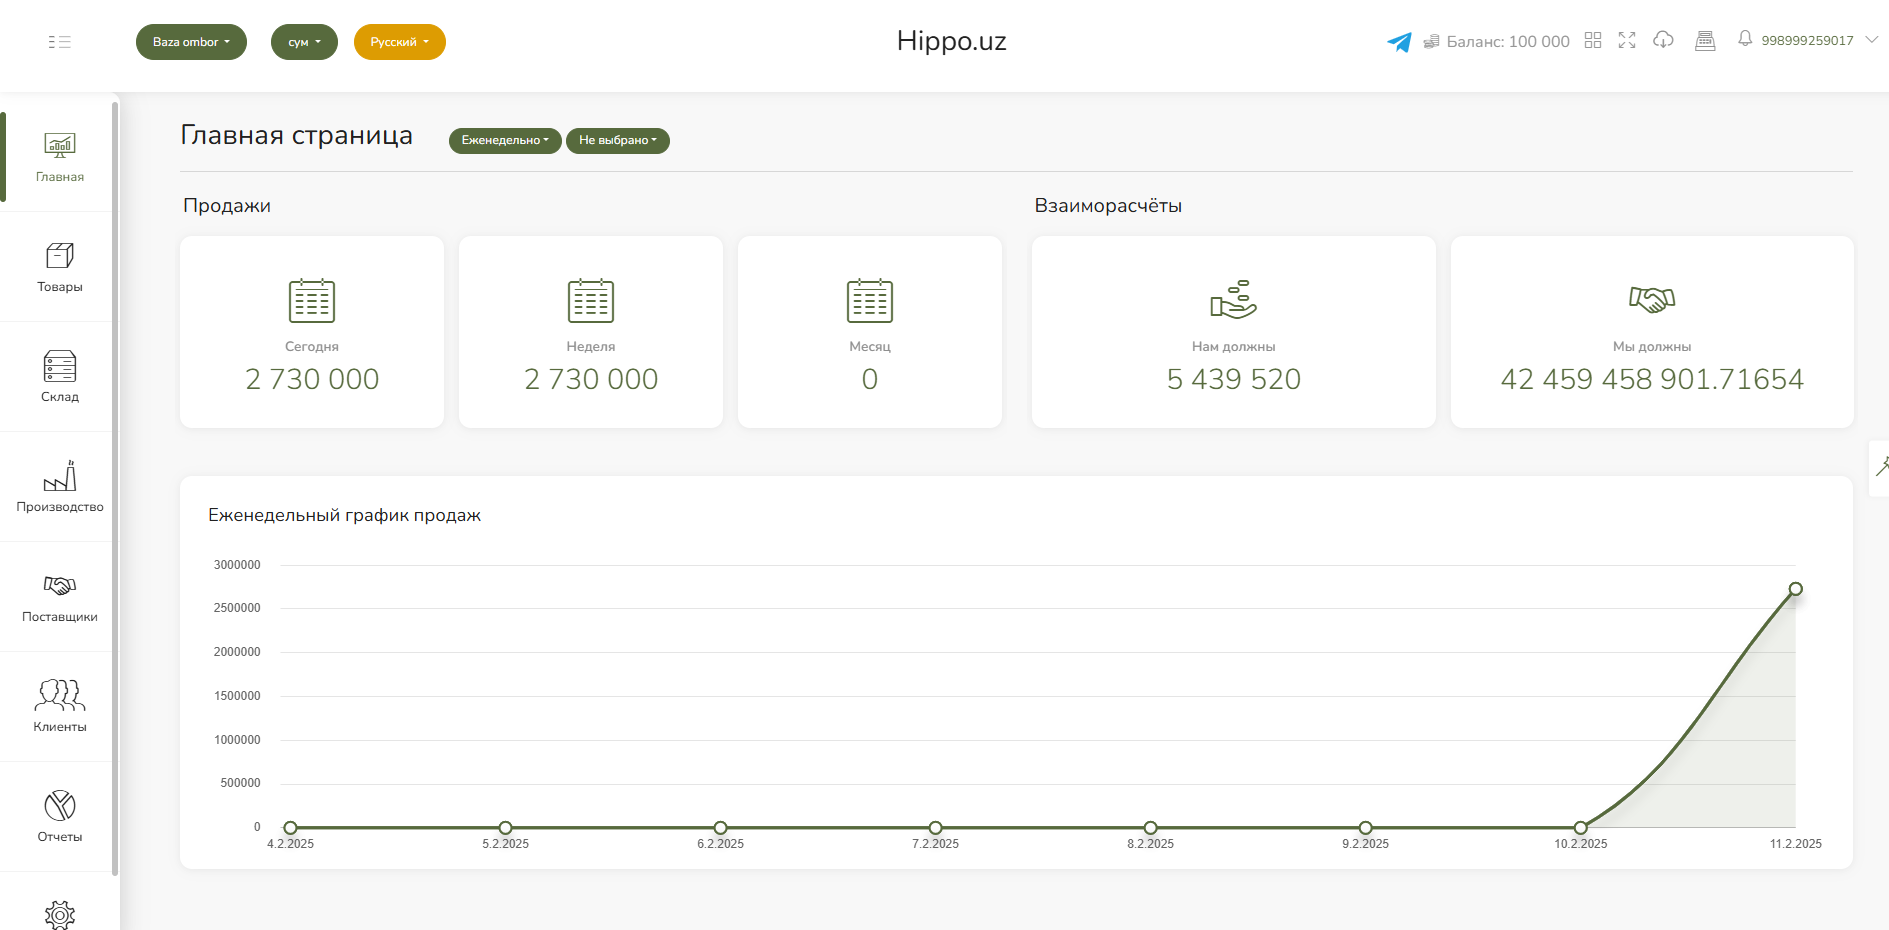 Baza ombor
сум
Русский
Hippo.uz
Баланс: 100 000
998999259017
Главная
Товары
Склад
Производство
Поставщики
Клиенты
Отчеты
Главная страница
Еженедельно
Не выбрано
Продажи
Взаиморасчёты
Сегодня
2 730 000
Неделя
2 730 000
Месяц
0
Нам должны
5 439 520
Мы должны
42 459 458 901.71654
Еженедельный график продаж
3000000
2500000
2000000
1500000
1000000
500000
0
4.2.2025
5.2.2025
6.2.2025
7.2.2025
8.2.2025
9.2.2025
10.2.2025
11.2.2025